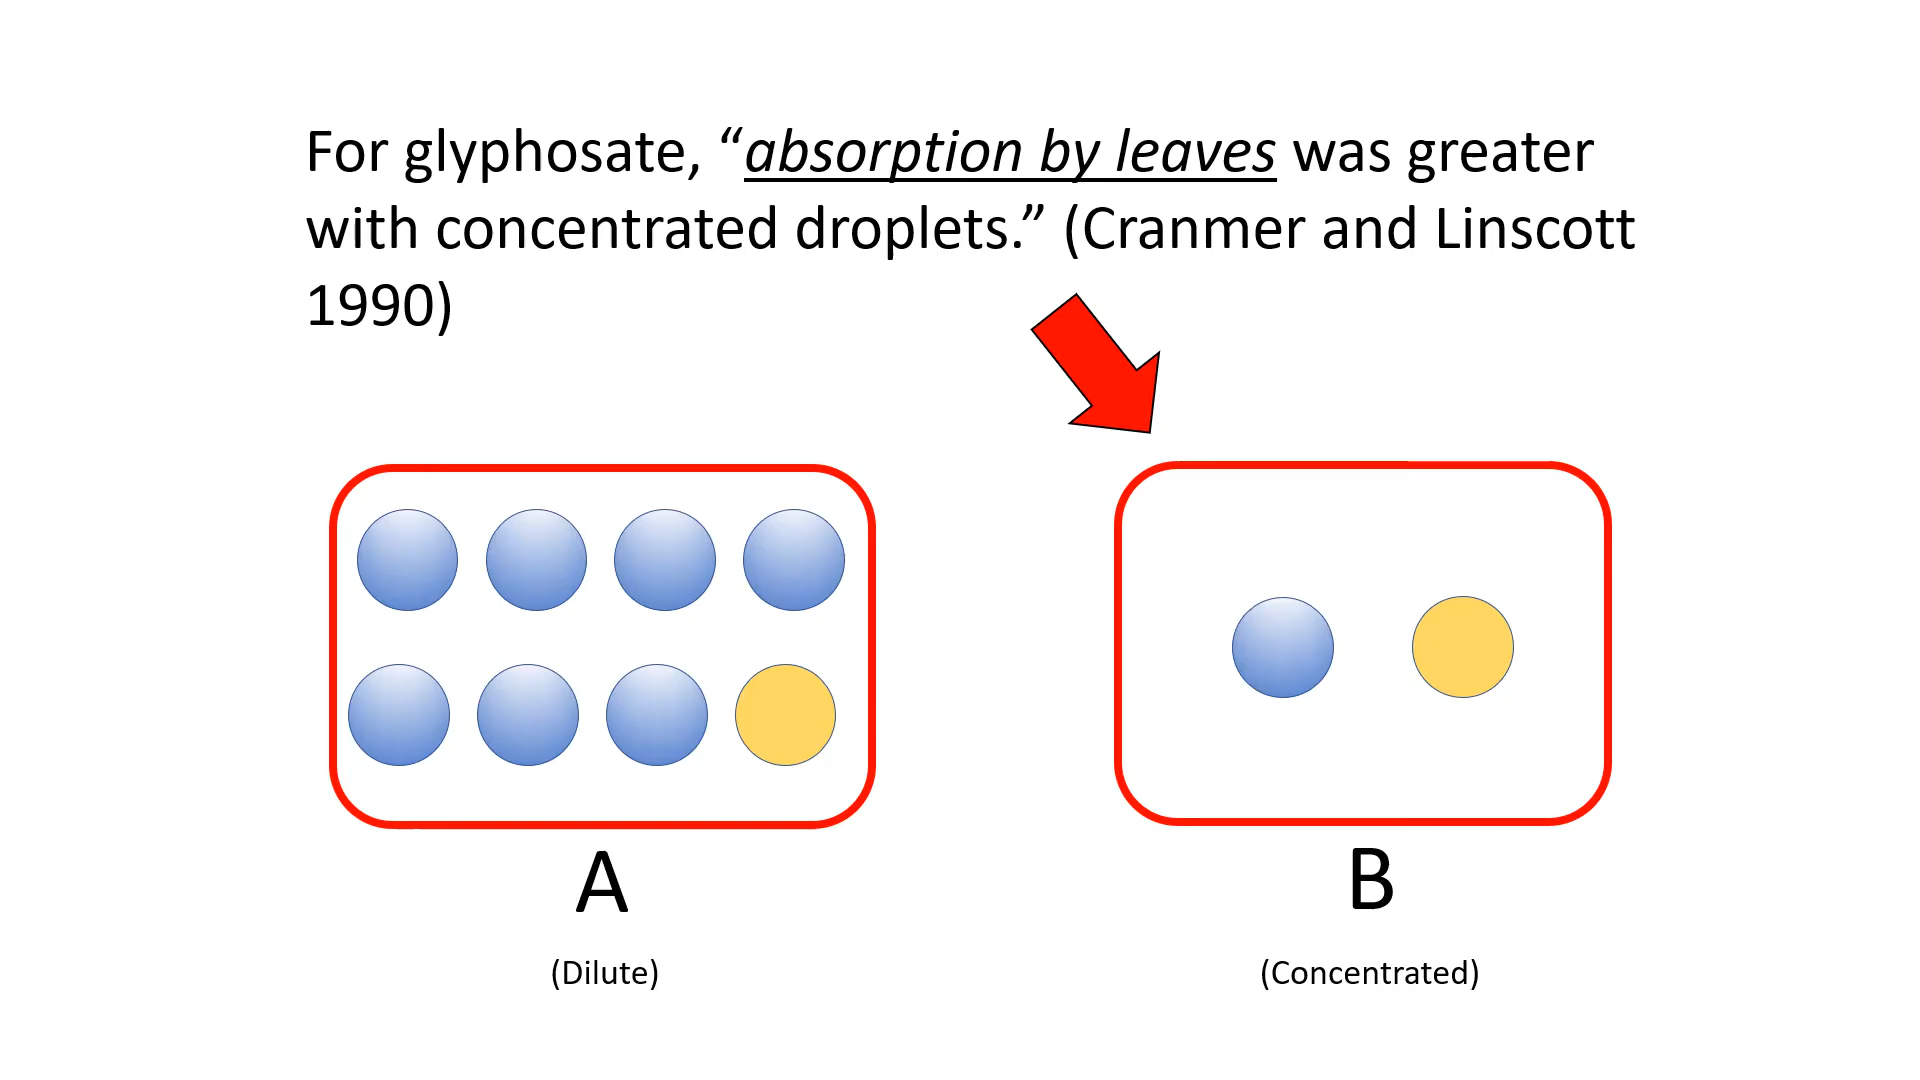 For glyphosate, “absorption by leaves was greater
with concentrated droplets.” (Cranmer and Linscott
1990)
A
B
(Dilute)
(Concentrated)